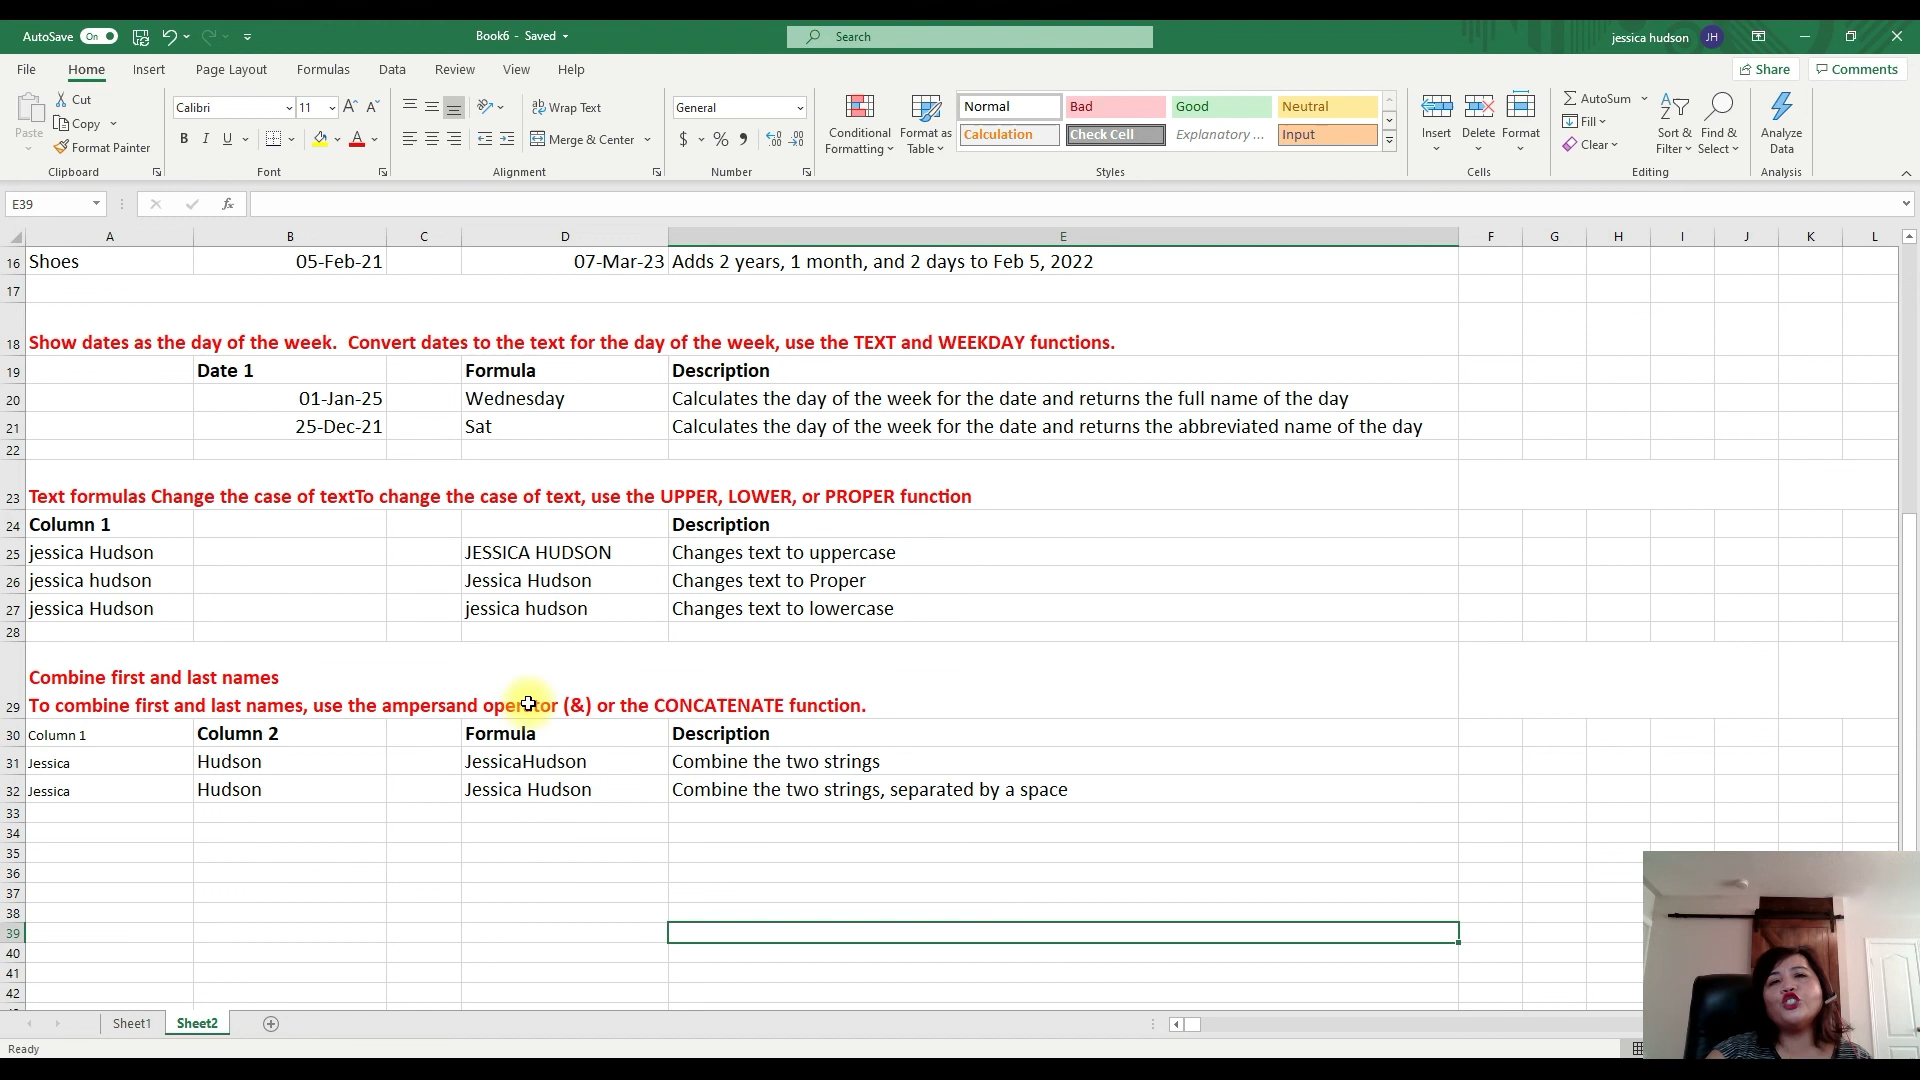 AutoSave On Book6 - Saved Search jessica hudson JH
File Home Insert Page Layout Formulas Data Review View Help Share Comments
Paste Cut Copy Format Painter Clipboard
Calibri 11 A^ A˅ B I U A Font
ab Wrap Text Merge & Center Alignment
General $ % , Number
Conditional Formatting Format as Table
Normal Bad Good Neutral
Calculation Check Cell Explanatory ... Input
Styles
Insert Delete Format Cells
AutoSum Fill Clear Sort & Filter Find & Select Editing
Analyze Data Analysis
E39 fx
A B C D E F G H I J K L
16 Shoes 05-Feb-21 07-Mar-23 Adds 2 years, 1 month, and 2 days to Feb 5, 2022
17
18 Show dates as the day of the week. Convert dates to the text for the day of the week, use the TEXT and WEEKDAY functions.
19 Date 1 Formula Description
20 01-Jan-25 Wednesday Calculates the day of the week for the date and returns the full name of the day
21 25-Dec-21 Sat Calculates the day of the week for the date and returns the abbreviated name of the day
22
23 Text formulas Change the case of textTo change the case of text, use the UPPER, LOWER, or PROPER function
24 Column 1 Description
25 jessica Hudson JESSICA HUDSON Changes text to uppercase
26 jessica hudson Jessica Hudson Changes text to Proper
27 jessica Hudson jessica hudson Changes text to lowercase
28
Combine first and last names
29 To combine first and last names, use the ampersand operator (&) or the CONCATENATE function.
30 Column 1 Column 2 Formula Description
31 Jessica Hudson JessicaHudson Combine the two strings
32 Jessica Hudson Jessica Hudson Combine the two strings, separated by a space
33
34
35
36
37
38
39
40
41
42
Sheet1 Sheet2
Ready